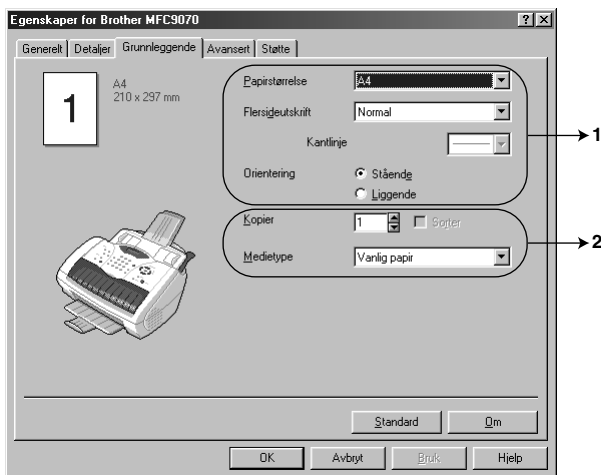 Egenskaper for Brother MFC9070
Generelt Detaljer Grunnleggende Avansert Støtte
1
A4
210 x 297 mm
Papirstørrelse A4
Flersideutskrift Normal
Kantlinje
Orientering Stående
Liggende
1
Kopier 1 Sorter
Medietype Vanlig papir
2
Standard Om
OK Avbryt Bruk Hjelp